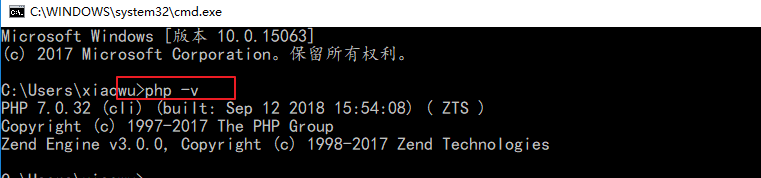 C:\WINDOWS\system32\cmd.exe
Microsoft Windows [版本 10.0.15063]
(c) 2017 Microsoft Corporation。保留所有权利。
C:\Users\xiaowu>php -v
PHP 7.0.32 (cli) (built: Sep 12 2018 15:54:08) ( ZTS )
Copyright (c) 1997-2017 The PHP Group
Zend Engine v3.0.0, Copyright (c) 1998-2017 Zend Technologies